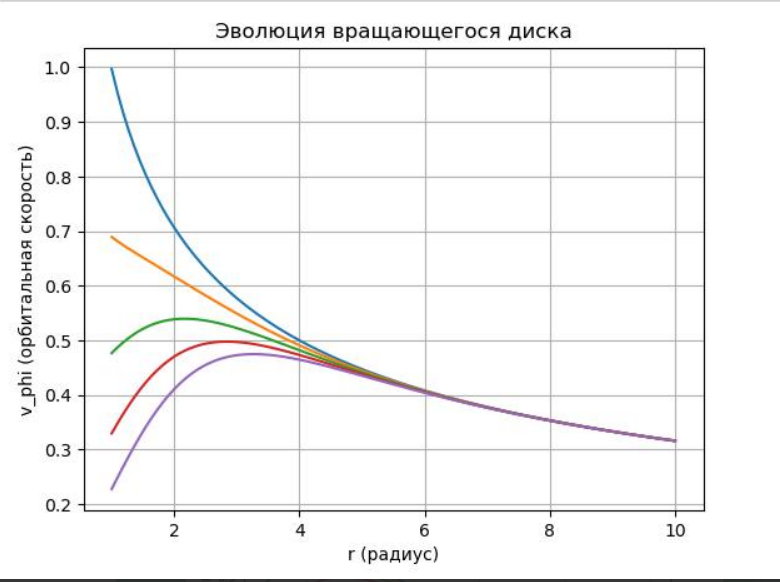 Эволюция вращающегося диска
1.0
0.9
0.8
0.7
0.6
0.5
0.4
0.3
0.2
v_phi (орбитальная скорость)
2 4 6 8 10
r (радиус)